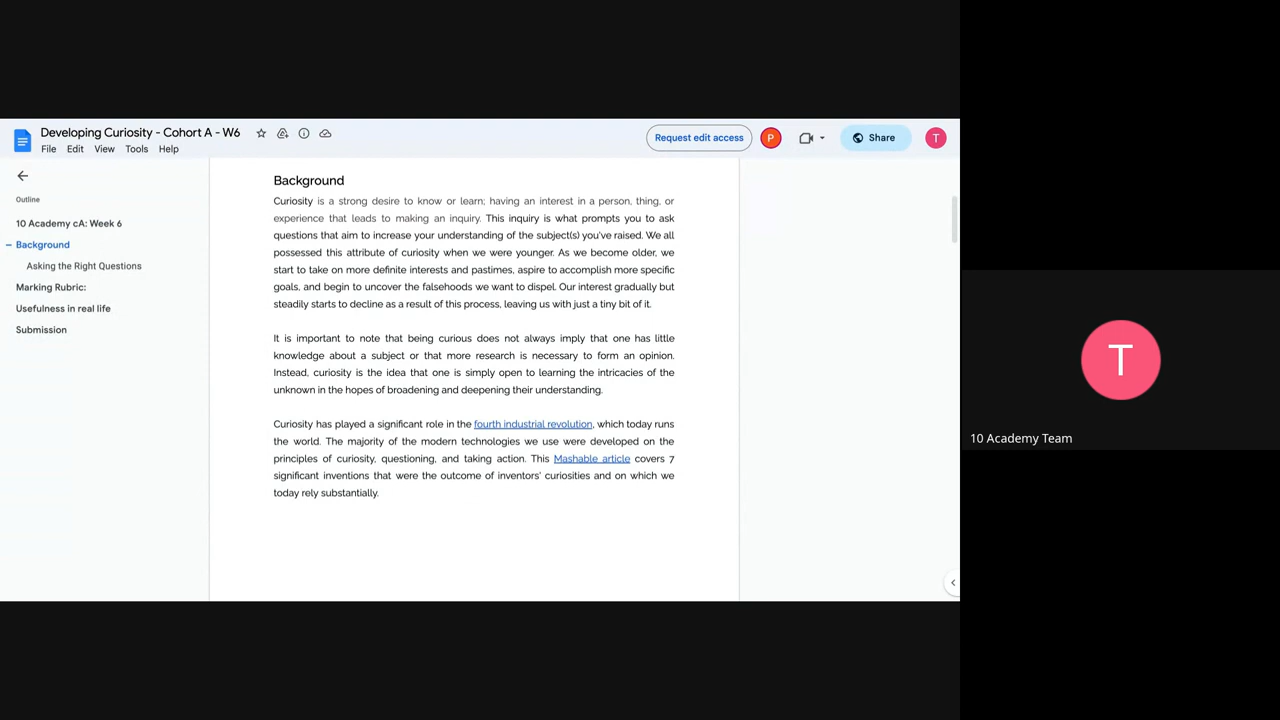 Developing Curiosity - Cohort A - W6
File Edit View Tools Help
Request edit access
P
Share
T
Outline
10 Academy cA: Week 6
Background
Asking the Right Questions
Marking Rubric:
Usefulness in real life
Submission
Background
Curiosity is a strong desire to know or learn; having an interest in a person, thing, or
experience that leads to making an inquiry. This inquiry is what prompts you to ask
questions that aim to increase your understanding of the subject(s) you've raised. We all
possessed this attribute of curiosity when we were younger. As we become older, we
start to take on more definite interests and pastimes, aspire to accomplish more specific
goals, and begin to uncover the falsehoods we want to dispel. Our interest gradually but
steadily starts to decline as a result of this process, leaving us with just a tiny bit of it.
It is important to note that being curious does not always imply that one has little
knowledge about a subject or that more research is necessary to form an opinion.
Instead, curiosity is the idea that one is simply open to learning the intricacies of the
unknown in the hopes of broadening and deepening their understanding.
Curiosity has played a significant role in the fourth industrial revolution, which today runs
the world. The majority of the modern technologies we use were developed on the
principles of curiosity, questioning, and taking action. This Mashable article covers 7
significant inventions that were the outcome of inventors' curiosities and on which we
today rely substantially.
T
10 Academy Team